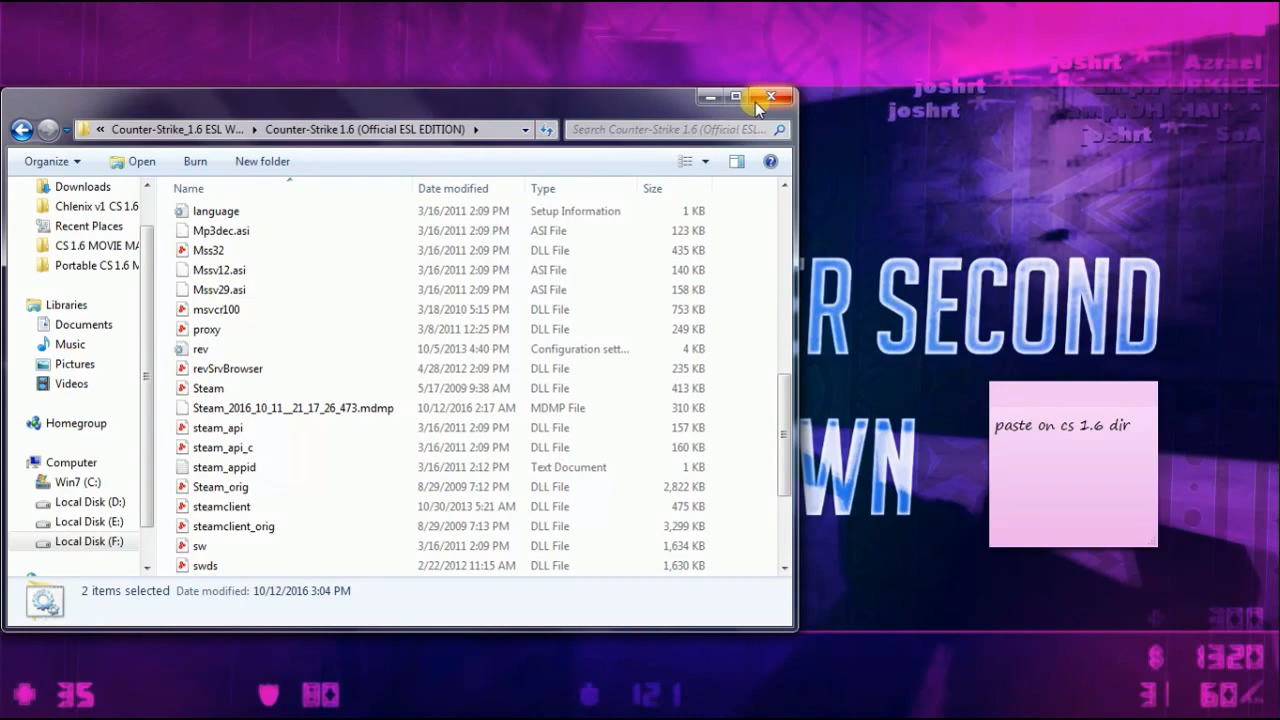 joshrt Azrael
joshrt
joshrt
joshrt SoA
« Counter-Strike_1.6 ESL W... Counter-Strike 1.6 (Official ESL EDITION)
Search Counter-Strike 1.6 (Official ESL...
Organize Open Burn New folder
Name Date modified Type Size
Downloads
Chlenix v1 CS 1.6
Recent Places
CS 1.6 MOVIE MA
Portable CS 1.6 M
Libraries
Documents
Music
Pictures
Videos
Homegroup
Computer
Win7 (C:)
Local Disk (D:)
Local Disk (E:)
Local Disk (F:)
language 3/16/2011 2:09 PM Setup Information 1 KB
Mp3dec.asi 3/16/2011 2:09 PM ASI File 123 KB
Mss32 3/16/2011 2:09 PM DLL File 435 KB
Mssv12.asi 3/16/2011 2:09 PM ASI File 140 KB
Mssv29.asi 3/16/2011 2:09 PM ASI File 158 KB
msvcr100 3/18/2010 5:15 PM DLL File 753 KB
proxy 3/8/2011 12:25 PM DLL File 249 KB
rev 10/5/2013 4:40 PM Configuration sett... 4 KB
revSrvBrowser 4/28/2012 2:09 PM DLL File 235 KB
Steam 5/17/2009 9:38 AM DLL File 413 KB
Steam_2016_10_11__21_17_26_473.mdmp 10/12/2016 2:17 AM MDMP File 310 KB
steam_api 3/16/2011 2:09 PM DLL File 157 KB
steam_api_c 3/16/2011 2:09 PM DLL File 160 KB
steam_appid 3/16/2011 2:12 PM Text Document 1 KB
Steam_orig 8/29/2009 7:12 PM DLL File 2,822 KB
steamclient 10/30/2013 5:21 AM DLL File 475 KB
steamclient_orig 8/29/2009 7:13 PM DLL File 3,299 KB
sw 3/16/2011 2:09 PM DLL File 1,634 KB
swds 2/22/2012 11:15 AM DLL File 1,630 KB
2 items selected Date modified: 10/12/2016 3:04 PM
R SECOND
WN
paste on cs 1.6 dir
300
$ 1320
35 80 121 31 60